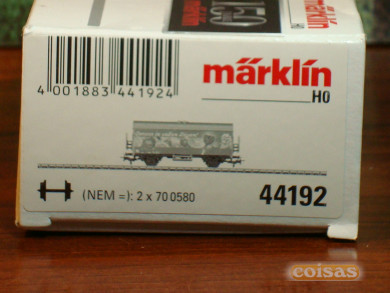 märklin
H0
4 001883 441924
(NEM =): 2 x 70 0580
44192
coisas